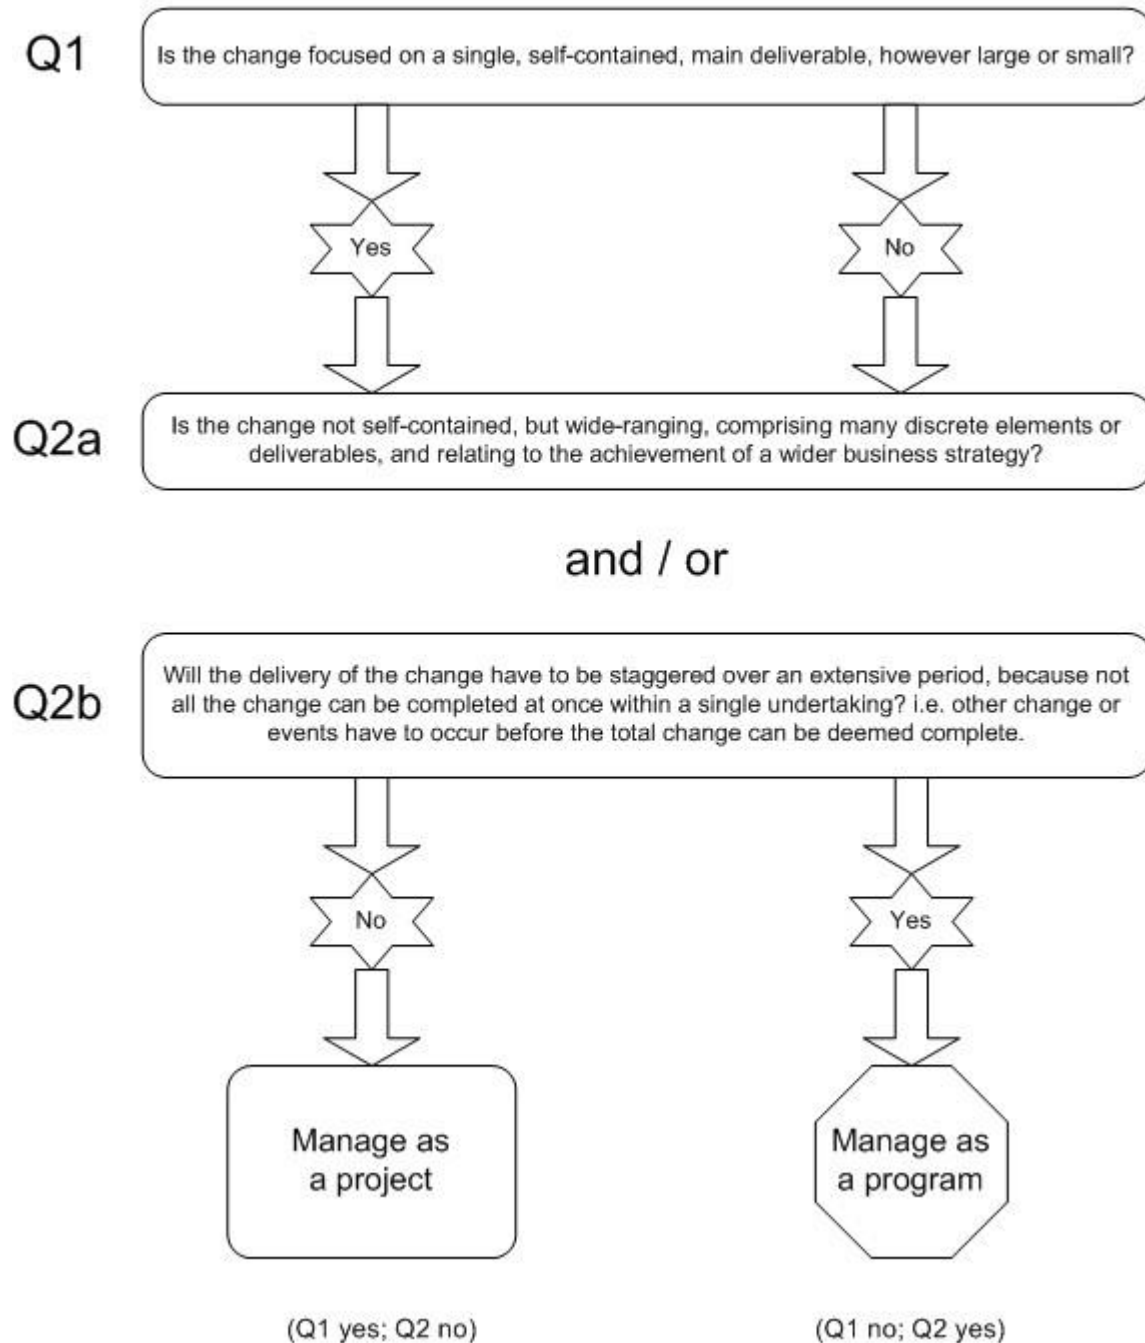 Q1
Is the change focused on a single, self-contained, main deliverable, however large or small?
Yes
No
Q2a
Is the change not self-contained, but wide-ranging, comprising many discrete elements or
deliverables, and relating to the achievement of a wider business strategy?
and / or
Q2b
Will the delivery of the change have to be staggered over an extensive period, because not
all the change can be completed at once within a single undertaking? i.e. other change or
events have to occur before the total change can be deemed complete.
No
Yes
Manage as
a project
Manage as
a program
(Q1 yes; Q2 no)
(Q1 no; Q2 yes)